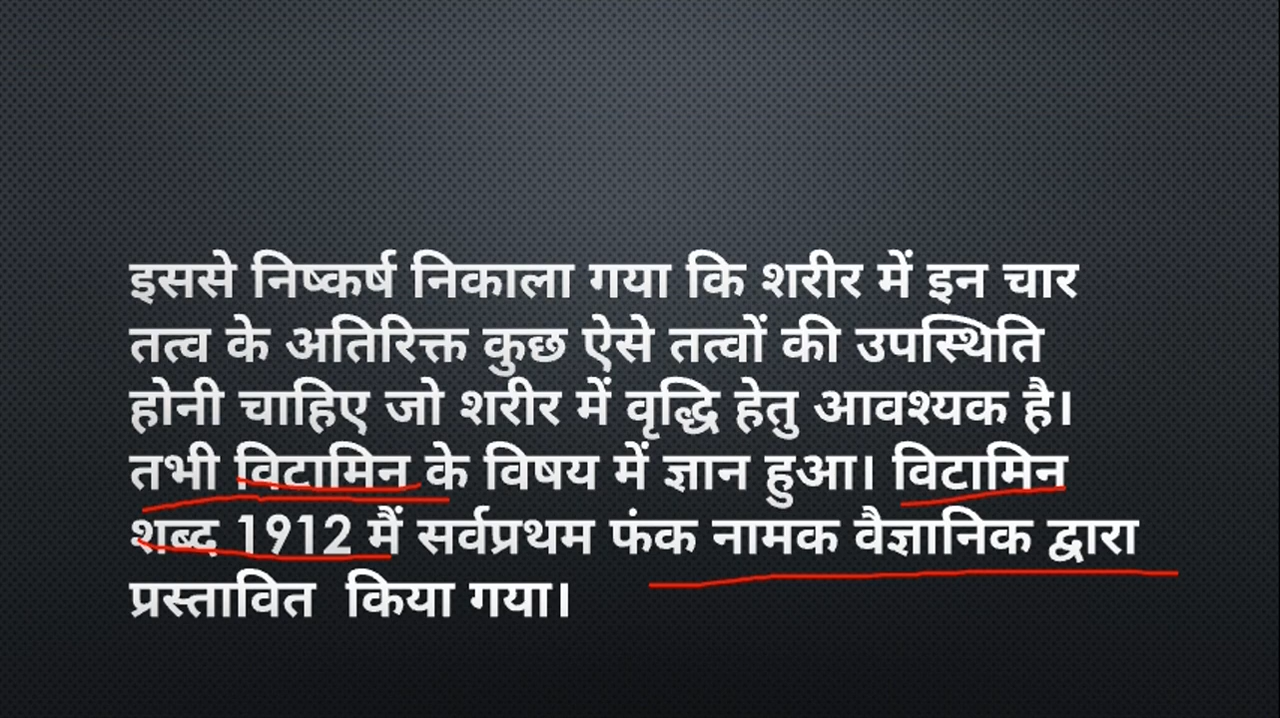 इससे निष्कर्ष निकाला गया कि शरीर में इन चार
तत्व के अतिरिक्त कुछ ऐसे तत्वों की उपस्थिति
होनी चाहिए जो शरीर में वृद्धि हेतु आवश्यक है।
तभी विटामिन के विषय में ज्ञान हुआ। विटामिन
शब्द 1912 मैं सर्वप्रथम फंक नामक वैज्ञानिक द्वारा
प्रस्तावित किया गया।